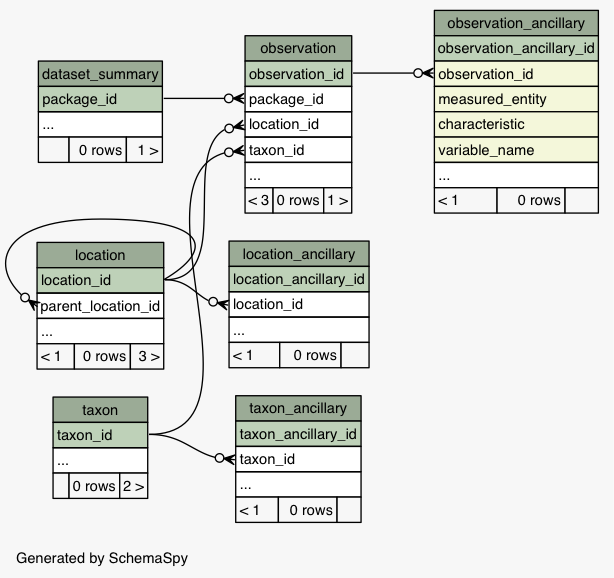 observation_ancillary
observation_ancillary_id
observation_id
measured_entity
characteristic
variable_name
...
< 1 0 rows
observation
observation_id
package_id
location_id
taxon_id
...
< 3 0 rows 1 >
dataset_summary
package_id
...
0 rows 1 >
location
location_id
parent_location_id
...
< 1 0 rows 3 >
location_ancillary
location_ancillary_id
location_id
...
< 1 0 rows
taxon
taxon_id
...
0 rows 2 >
taxon_ancillary
taxon_ancillary_id
taxon_id
...
< 1 0 rows
Generated by SchemaSpy